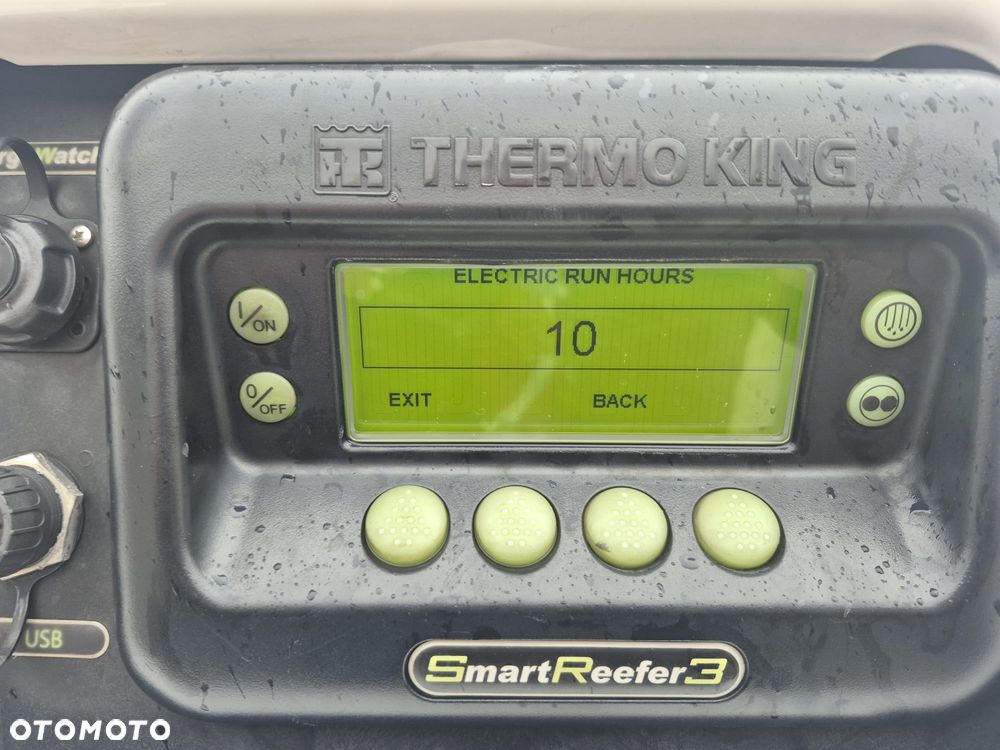 THERMO KING
ELECTRIC RUN HOURS
10
EXIT BACK
I/ON
0/OFF
USB
SmartReefer3
OTOMOTO